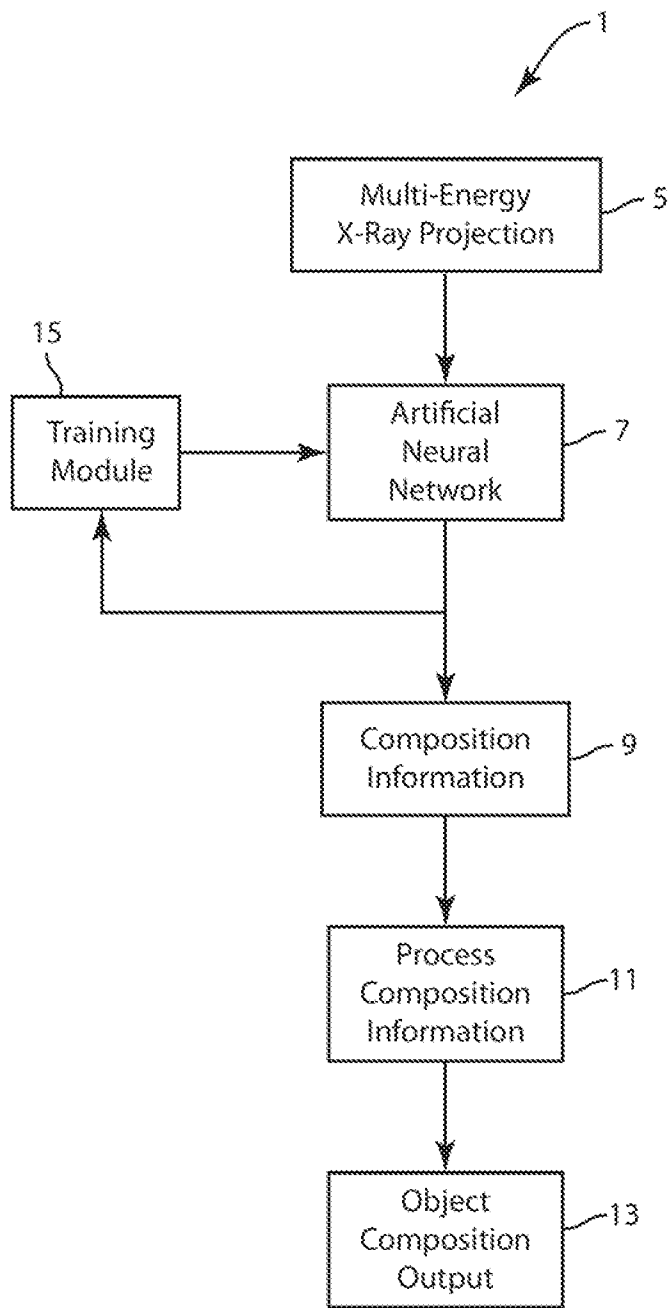 1
Multi-Energy
X-Ray Projection
5
15
Training
Module
Artificial
Neural
Network
7
Composition
Information
9
Process
Composition
Information
11
Object
Composition
Output
13